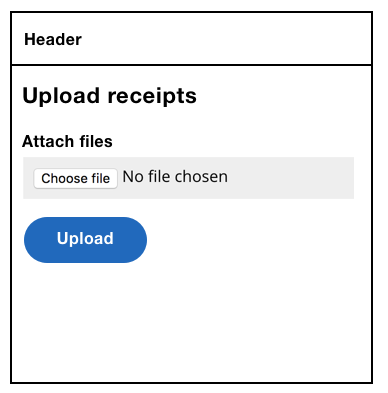 Header
Upload receipts
Attach files
Choose file No file chosen
Upload